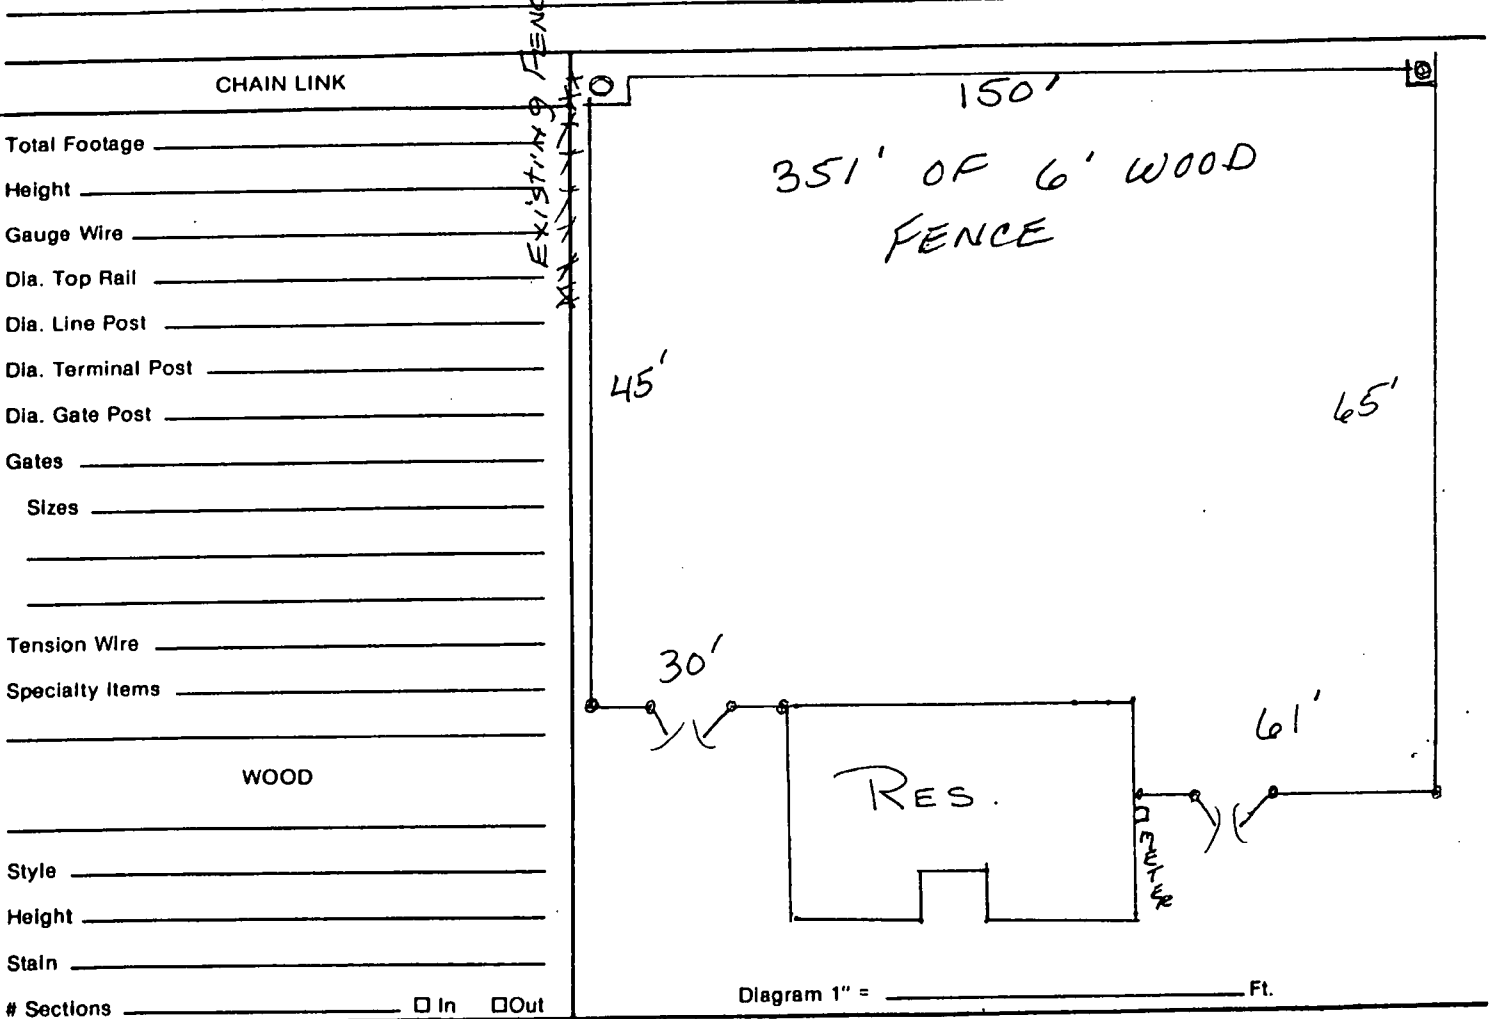 CHAIN LINK
Total Footage
Height
Gauge Wire
Dia. Top Rail
Dia. Line Post
Dia. Terminal Post
Dia. Gate Post
Gates
Sizes
Tension Wire
Specialty Items
WOOD
Style
Height
Stain
# Sections □ In □ Out
EXISTING FENC
150'
351' OF 6' WOOD
FENCE
45'
65'
30'
61'
RES.
METER
Diagram 1" = Ft.